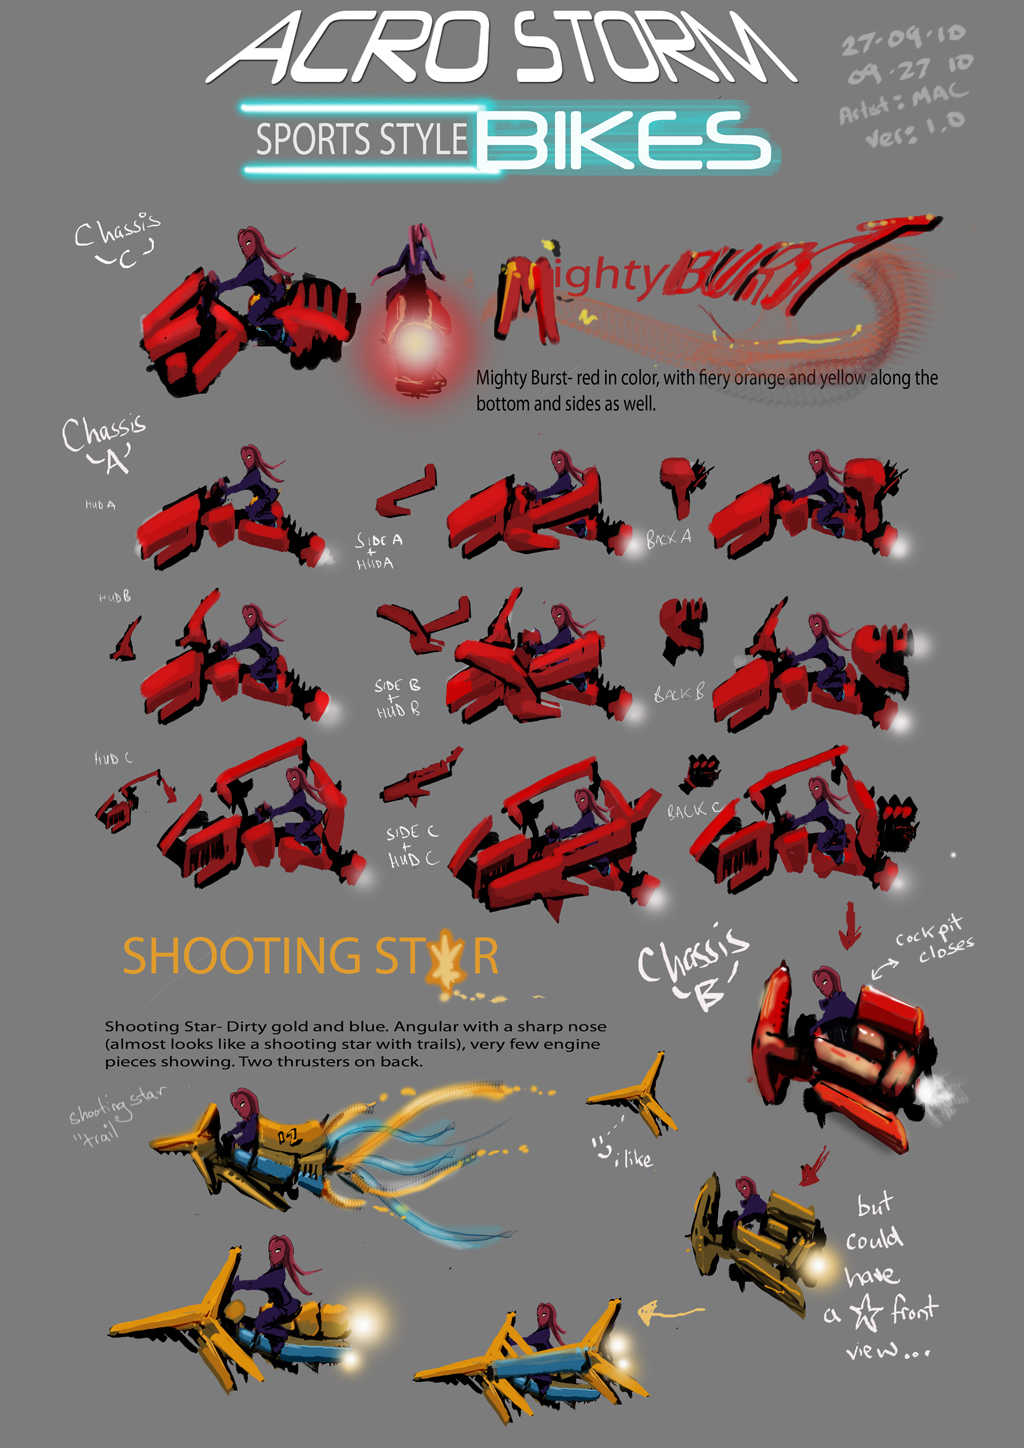 ACRO STORM
27-09-10
09-27 10
Artist: MAC
ver: 1.0
SPORTS STYLE BIKES
Chassis
~C'
Mighty BURST
Mighty Burst- red in color, with fiery orange and yellow along the
bottom and sides as well.
Chassis
~A'
HUD A
SIDE A
+
HUD A
BACK A
HUD B
SIDE B
+
HUD B
BACK B
HUD C
SIDE C
+
HUD C
BACK C
SHOOTING ST★R
Chassis
~B'
Cockpit
closes
Shooting Star- Dirty gold and blue. Angular with a sharp nose
(almost looks like a shooting star with trails), very few engine
pieces showing. Two thrusters on back.
shooting star
"trail
i like
but
could
have
a ☆ front
view...